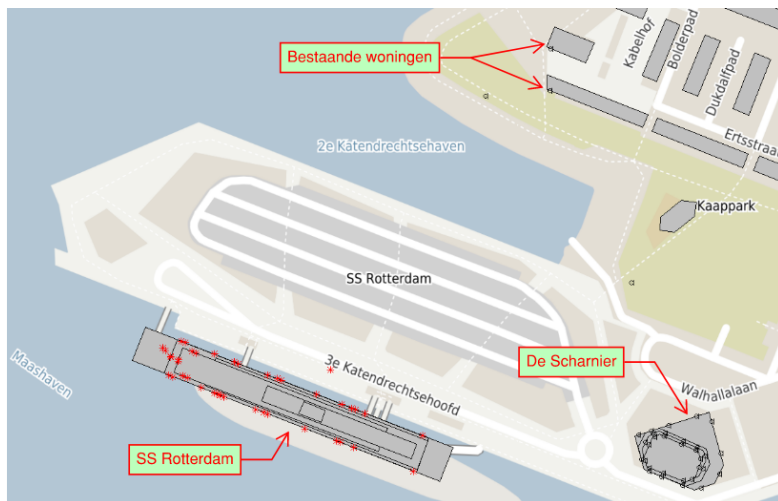 Bestaande woningen
Kabelhof
Bolderpad
Dukdalfpad
Ertsstraat
2e Katendrechtsehaven
Kaappark
SS Rotterdam
3e Katendrechtsehoofd
De Scharnier
Walhallalaan
Maashaven
SS Rotterdam